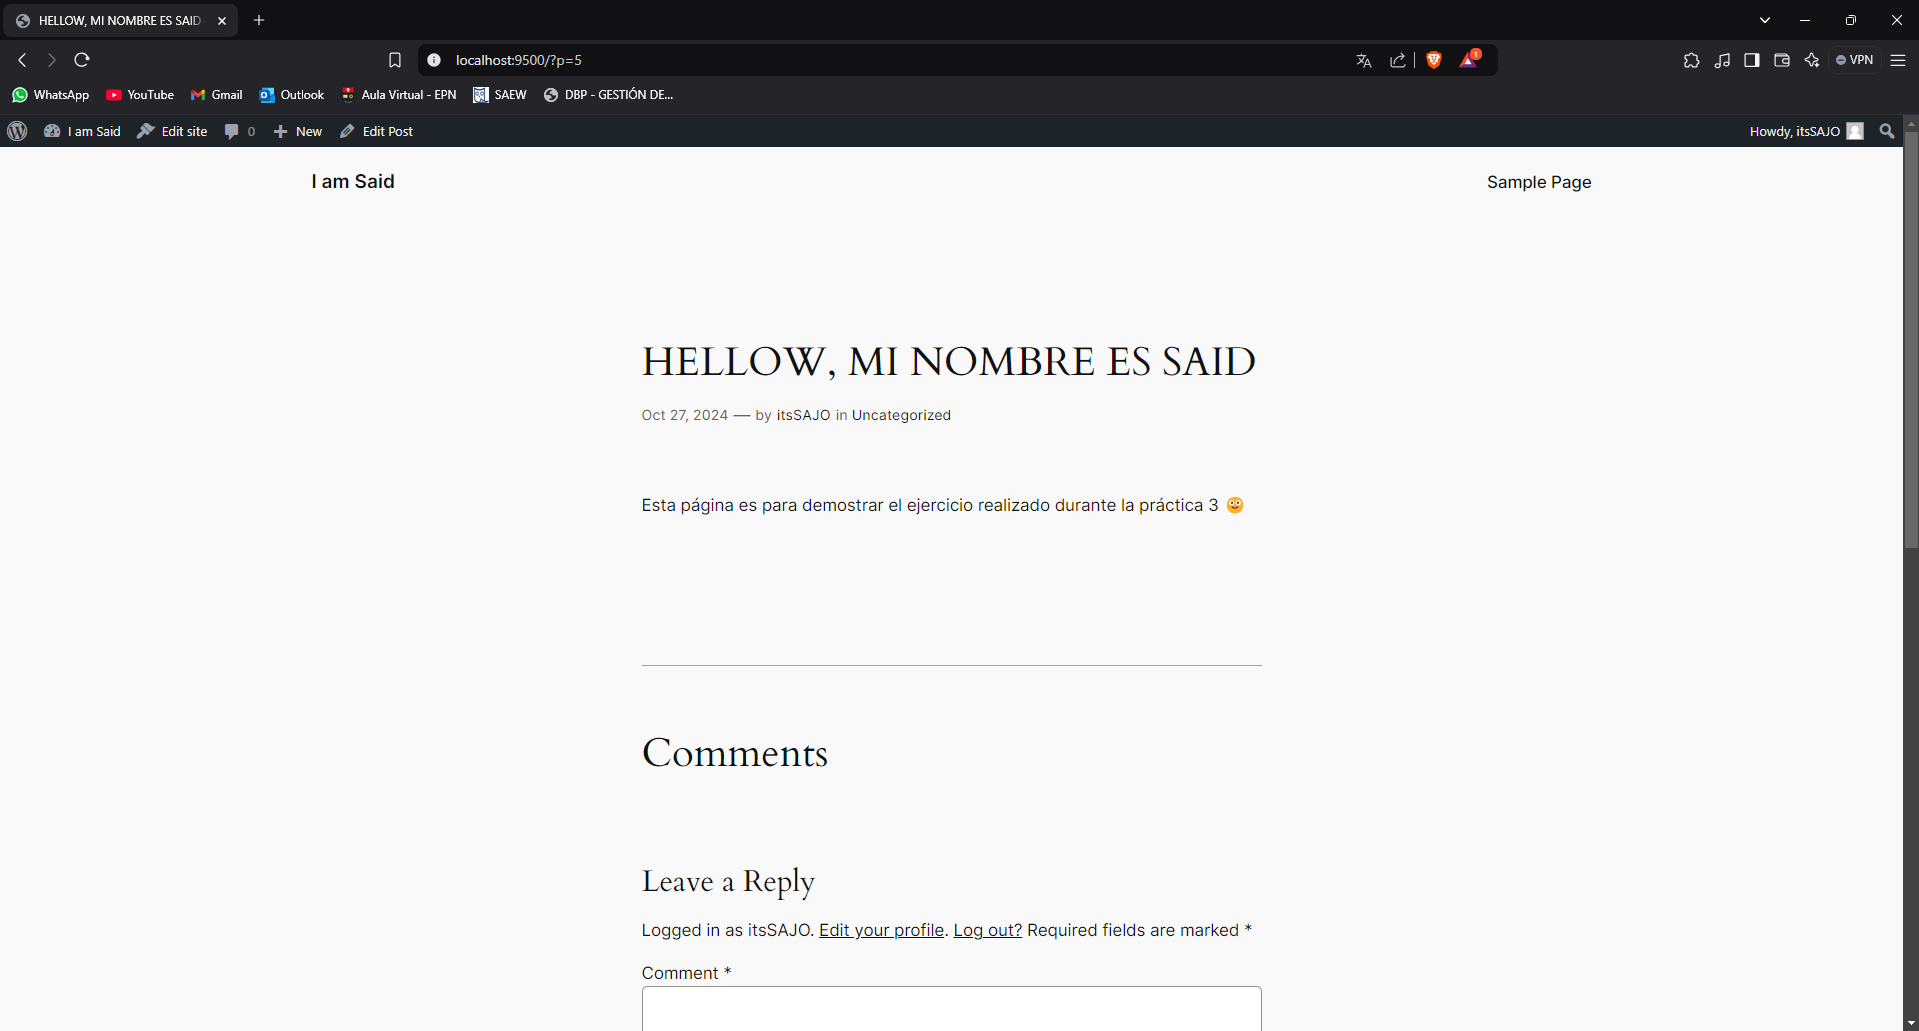 HELLOW, MI NOMBRE ES SAID
localhost:9500/?p=5
1
VPN
WhatsApp YouTube Gmail Outlook Aula Virtual - EPN SAEW DBP - GESTIÓN DE...
I am Said Edit site 0 New Edit Post Howdy, itsSAJO
I am Said Sample Page
HELLOW, MI NOMBRE ES SAID
Oct 27, 2024 — by itsSAJO in Uncategorized
Esta página es para demostrar el ejercicio realizado durante la práctica 3 🙂
Comments
Leave a Reply
Logged in as itsSAJO. Edit your profile. Log out? Required fields are marked *
Comment *